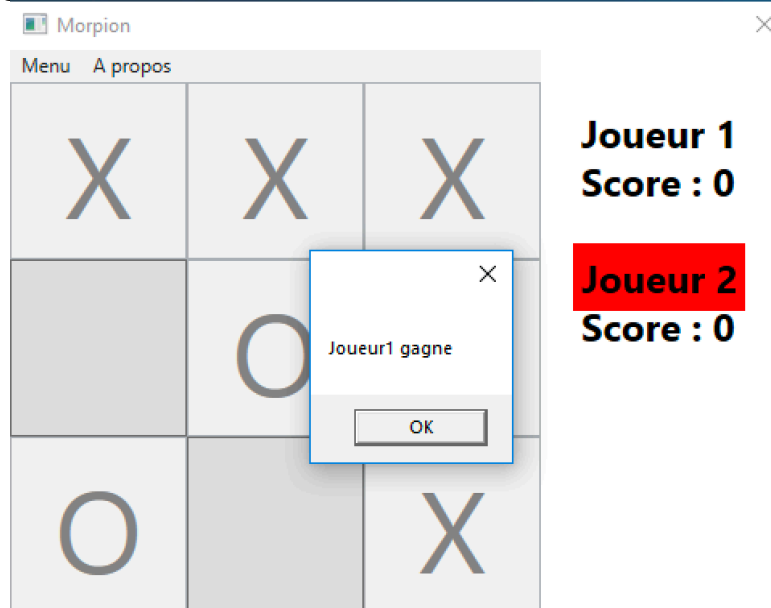 Morpion
Menu A propos
X X X
Joueur 1
Score : 0
O
Joueur 2
Score : 0
Joueur1 gagne
OK
O X